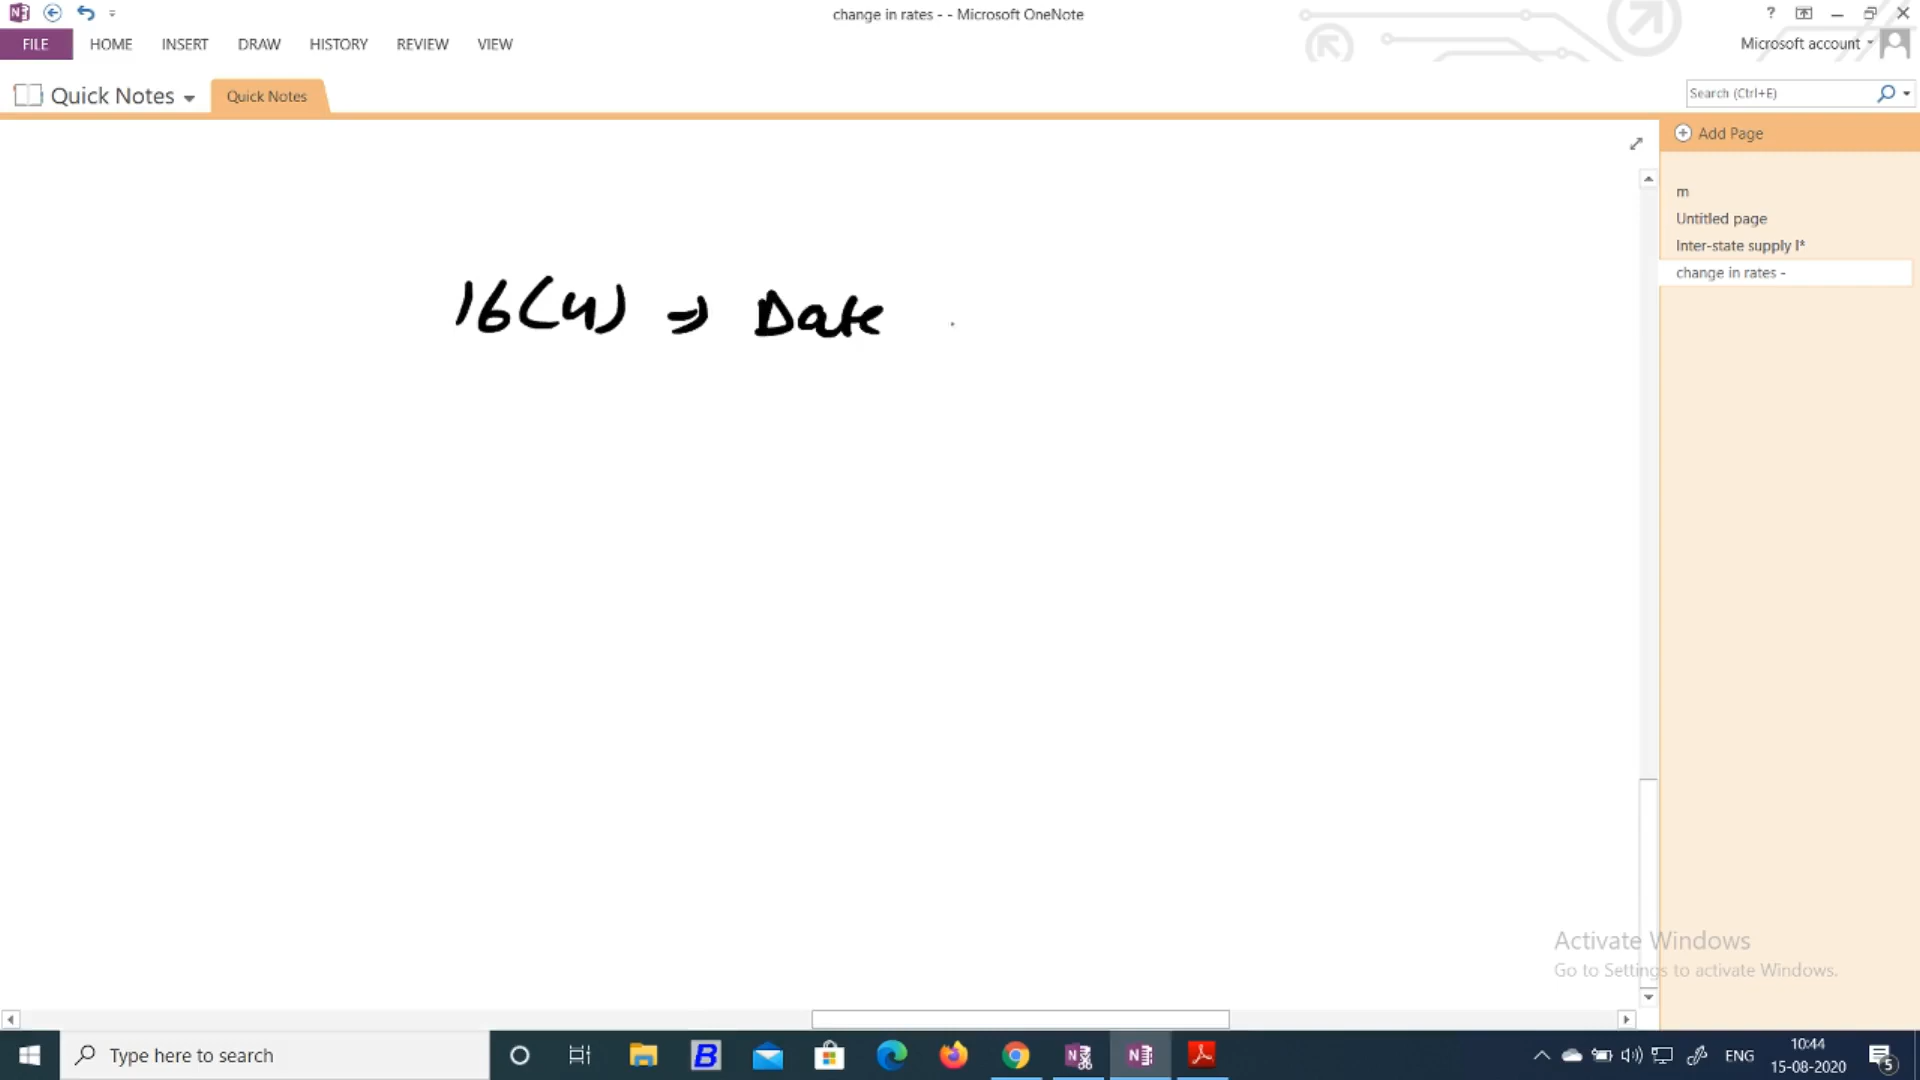 change in rates - - Microsoft OneNote
?
FILE HOME INSERT DRAW HISTORY REVIEW VIEW
Microsoft account
Quick Notes
Quick Notes
Search (Ctrl+E)
Add Page
m
Untitled page
Inter-state supply I*
change in rates -
16(4) ⇒ Date
Activate Windows
Go to Settings to activate Windows.
Type here to search
ENG
10:44
15-08-2020
5